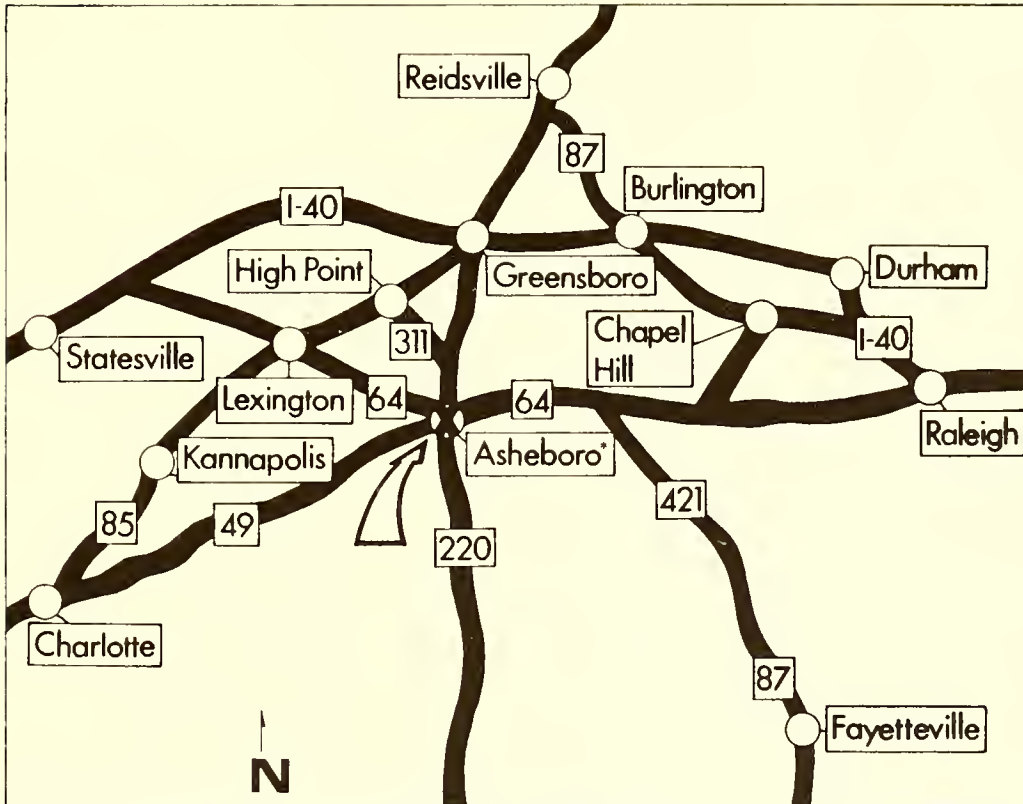 Reidsville
87
Burlington
I-40
High Point
Greensboro
Durham
311
Chapel
Hill
I-40
Statesville
Lexington
64
64
Raleigh
Kannapolis
Asheboro*
421
85
49
220
Charlotte
87
Fayetteville
N